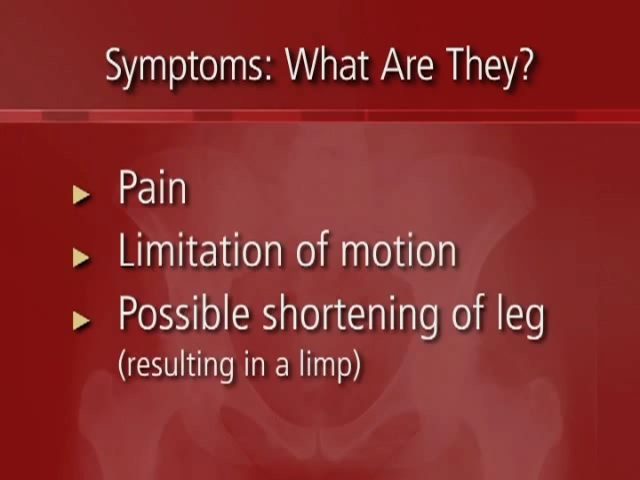 Symptoms: What Are They?
Pain
Limitation of motion
Possible shortening of leg
(resulting in a limp)